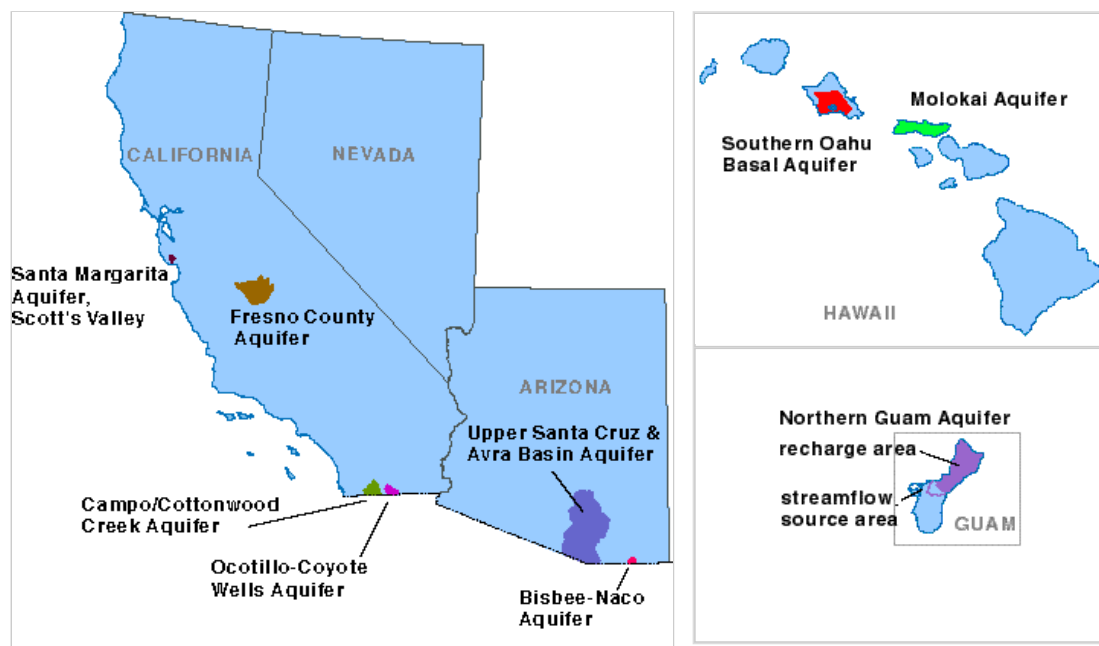 CALIFORNIA
NEVADA
Santa Margarita
Aquifer,
Scott's Valley
Fresno County
Aquifer
ARIZONA
Upper Santa Cruz &
Avra Basin Aquifer
Campo/Cottonwood
Creek Aquifer
Ocotillo-Coyote
Wells Aquifer
Bisbee-Naco
Aquifer
Molokai Aquifer
Southern Oahu
Basal Aquifer
HAWAII
Northern Guam Aquifer
recharge area
streamflow
source area
GUAM